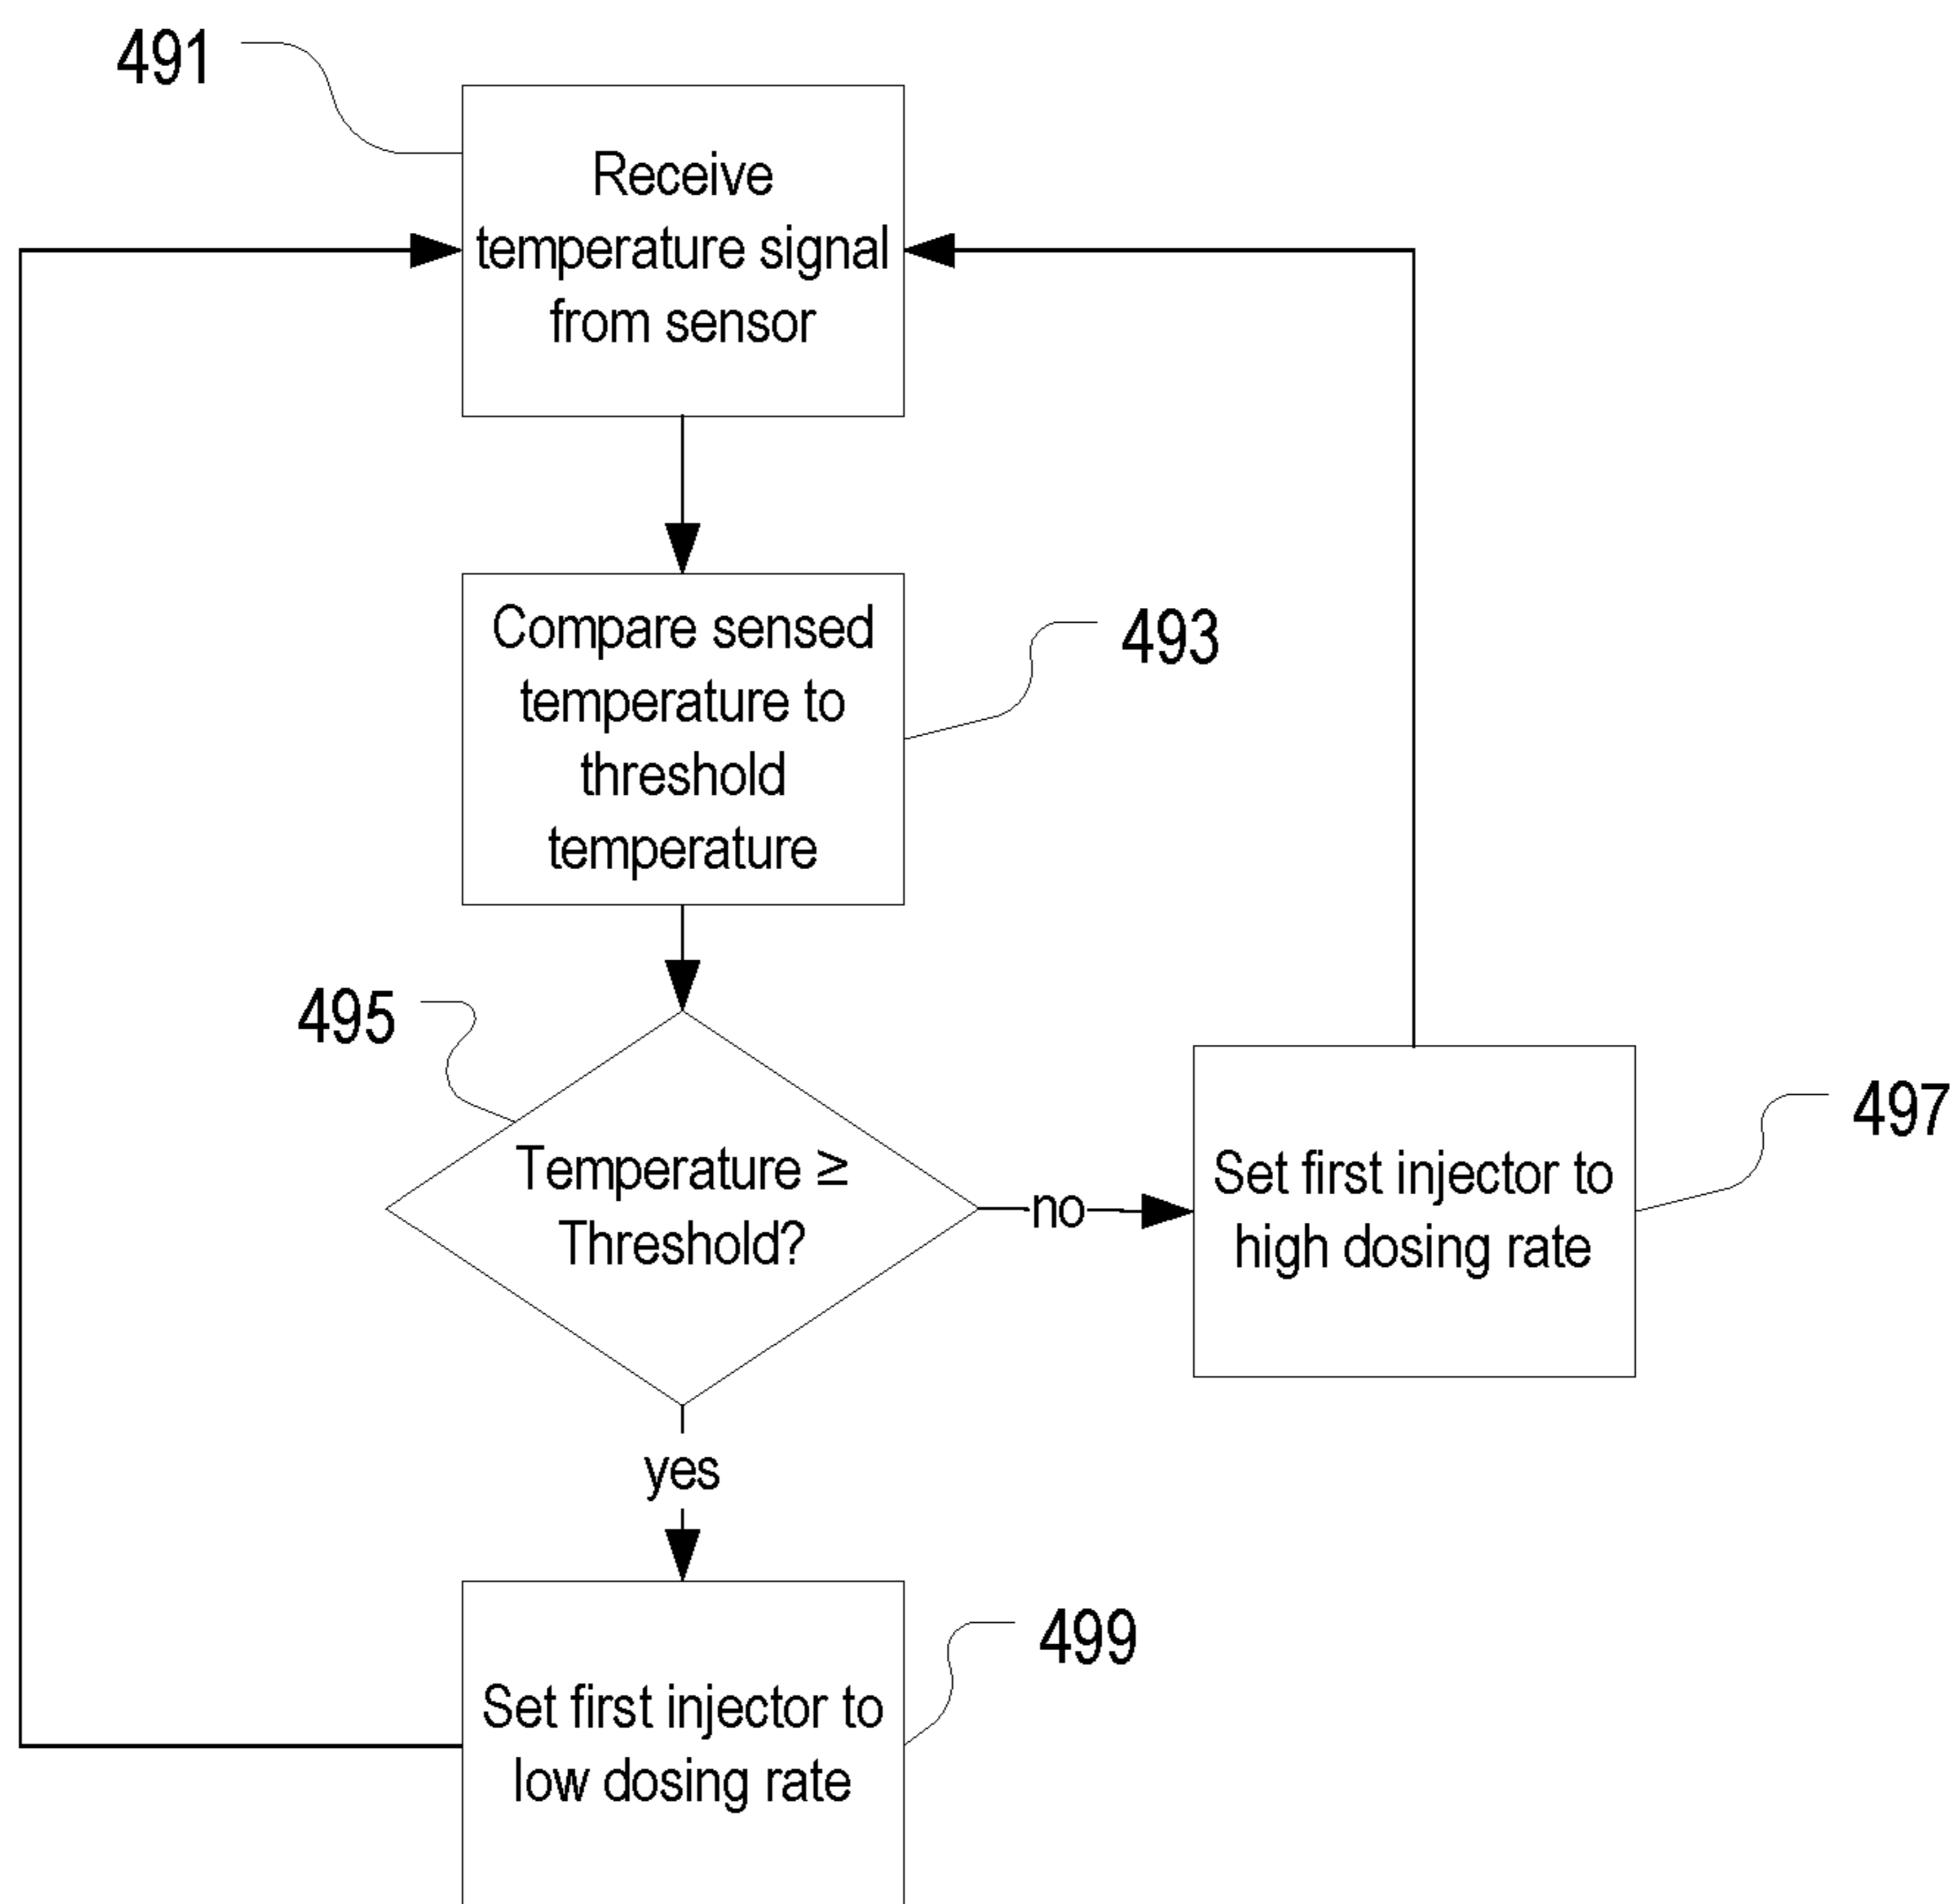 491
Receive
temperature signal
from sensor
Compare sensed
temperature to
threshold
temperature
493
495
Temperature ≥
Threshold?
no
Set first injector to
high dosing rate
497
yes
Set first injector to
low dosing rate
499